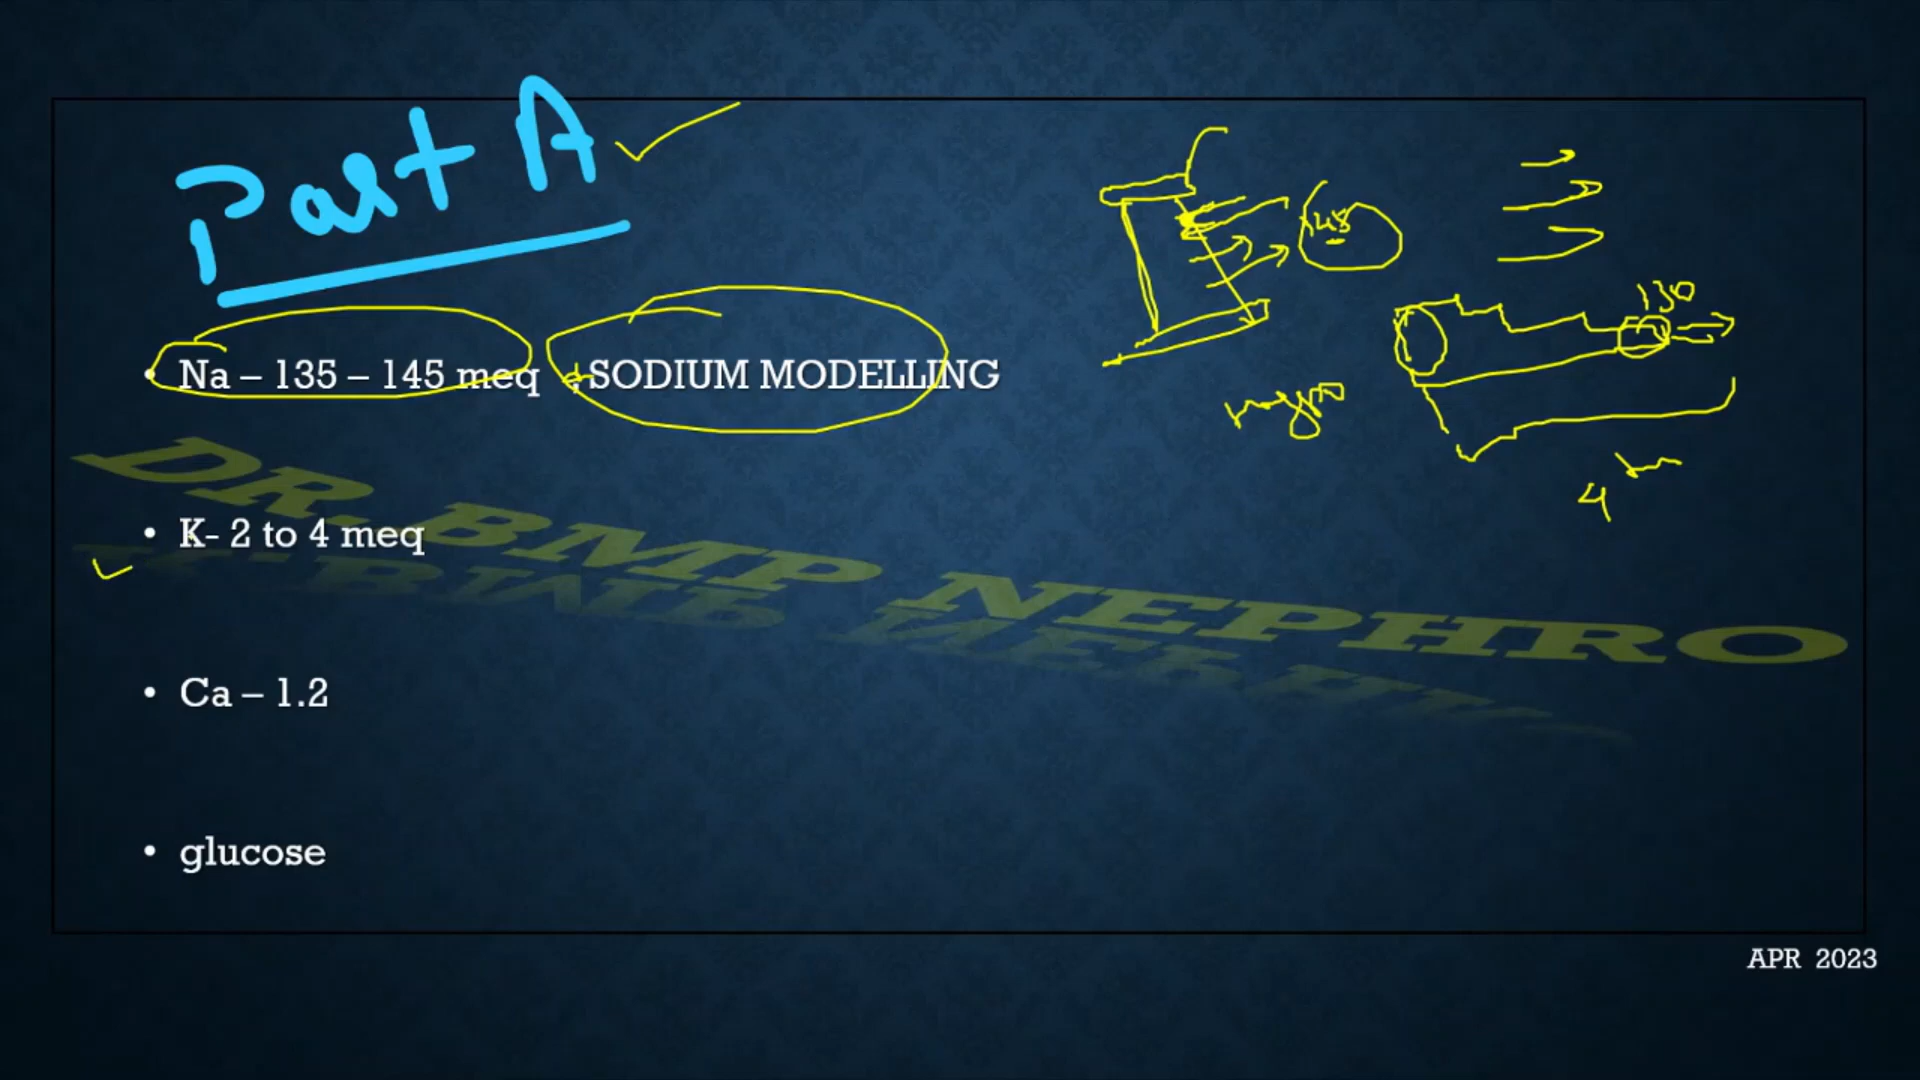 Part A
145
130
• Na – 135 – 145 meq , SODIUM MODELLING
4
• K- 2 to 4 meq
DR. BMP NEPHRO
• Ca – 1.2
• glucose
APR 2023